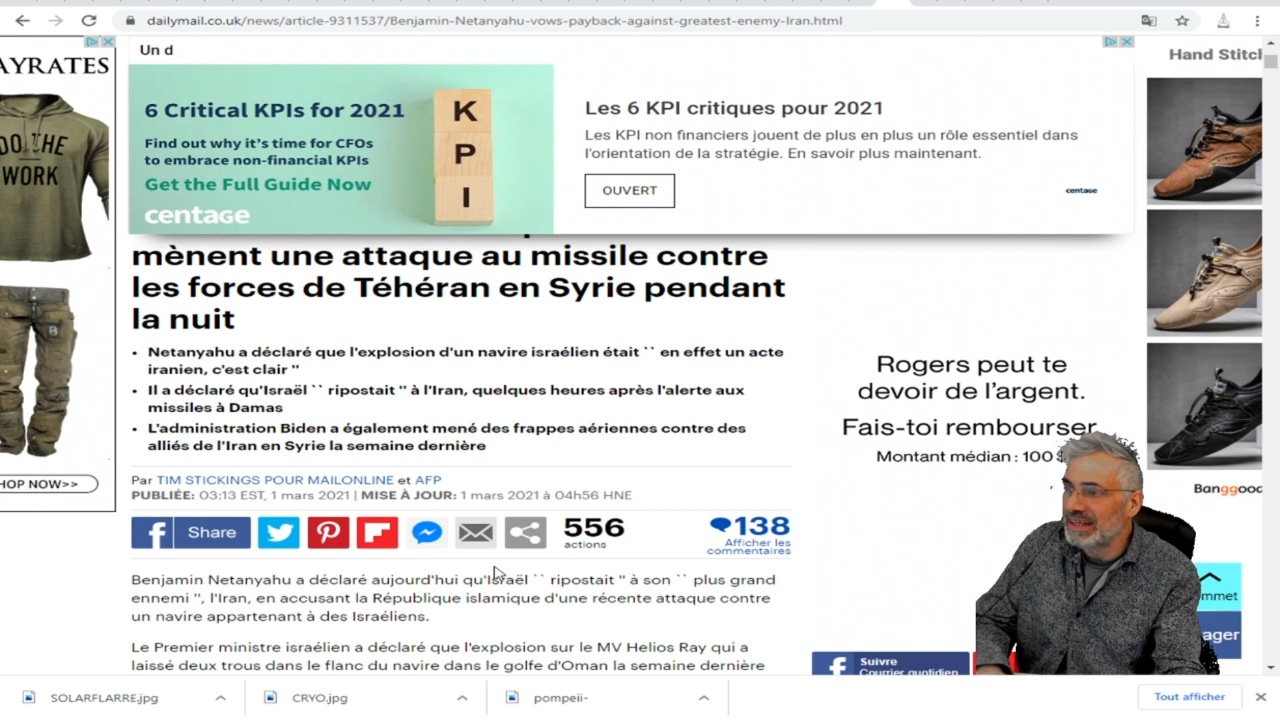 dailymail.co.uk/news/article-9311537/Benjamin-Netanyahu-vows-payback-against-greatest-enemy-Iran.html
AYRATES
DO THE
WORK
B
HOP NOW>>
Un d
6 Critical KPIs for 2021
Find out why it's time for CFOs
to embrace non-financial KPIs
Get the Full Guide Now
centage
K
P
I
Les 6 KPI critiques pour 2021
Les KPI non financiers jouent de plus en plus un rôle essentiel dans
l'orientation de la stratégie. En savoir plus maintenant.
OUVERT
centage
Hand Stitch
mènent une attaque au missile contre
les forces de Téhéran en Syrie pendant
la nuit
• Netanyahu a déclaré que l'explosion d'un navire israélien était `` en effet un acte
iranien, c'est clair ''
• Il a déclaré qu'Israël `` ripostait '' à l'Iran, quelques heures après l'alerte aux
missiles à Damas
• L'administration Biden a également mené des frappes aériennes contre des
alliés de l'Iran en Syrie la semaine dernière
Par TIM STICKINGS POUR MAILONLINE et AFP
PUBLIÉE: 03:13 EST, 1 mars 2021 | MISE À JOUR: 1 mars 2021 à 04h56 HNE
Share
556
actions
138
Afficher les
commentaires
Benjamin Netanyahu a déclaré aujourd'hui qu'Israël `` ripostait '' à son `` plus grand
ennemi '', l'Iran, en accusant la République islamique d'une récente attaque contre
un navire appartenant à des Israéliens.
Le Premier ministre israélien a déclaré que l'explosion sur le MV Helios Ray qui a
laissé deux trous dans le flanc du navire dans le golfe d'Oman la semaine dernière
Rogers peut te
devoir de l'argent.
Fais-toi rembourser
Montant médian : 100 $
Banggood
mmet
ager
Suivre
Courrier quotidien
SOLARFLARRE.jpg
CRYO.jpg
pompeii-
Tout afficher